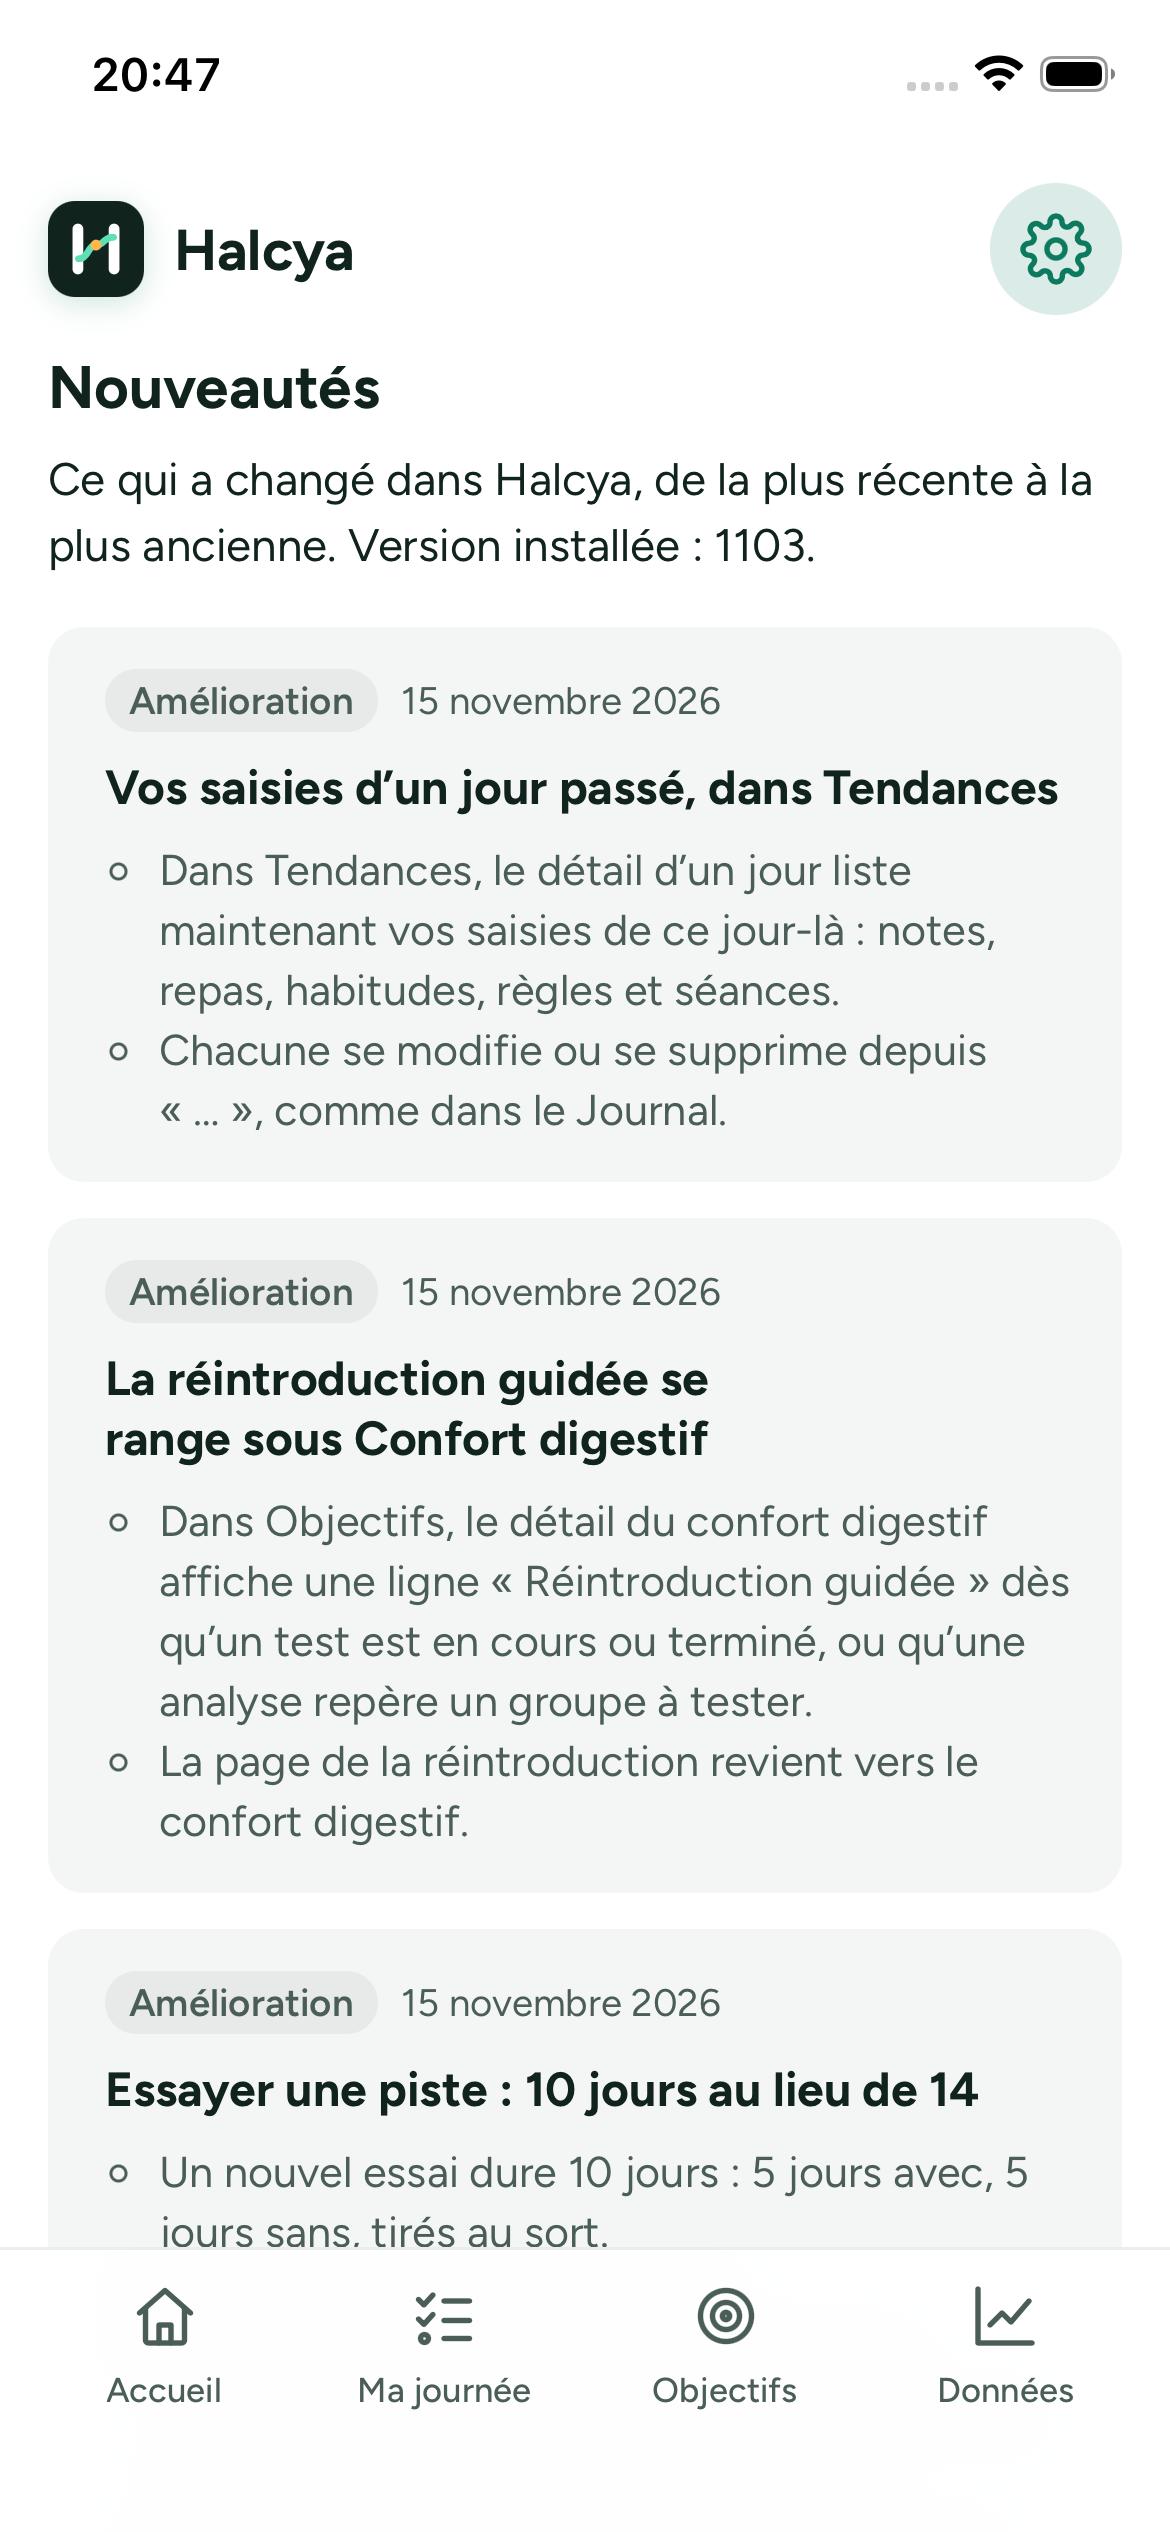 20:47
Halcya
Nouveautés
Ce qui a changé dans Halcya, de la plus récente à la
plus ancienne. Version installée : 1103.
Amélioration 15 novembre 2026
Vos saisies d’un jour passé, dans Tendances
Dans Tendances, le détail d’un jour liste
maintenant vos saisies de ce jour-là : notes,
repas, habitudes, règles et séances.
Chacune se modifie ou se supprime depuis
« … », comme dans le Journal.
Amélioration 15 novembre 2026
La réintroduction guidée se
range sous Confort digestif
Dans Objectifs, le détail du confort digestif
affiche une ligne « Réintroduction guidée » dès
qu’un test est en cours ou terminé, ou qu’une
analyse repère un groupe à tester.
La page de la réintroduction revient vers le
confort digestif.
Amélioration 15 novembre 2026
Essayer une piste : 10 jours au lieu de 14
Un nouvel essai dure 10 jours : 5 jours avec, 5
jours sans, tirés au sort.
Accueil
Ma journée
Objectifs
Données